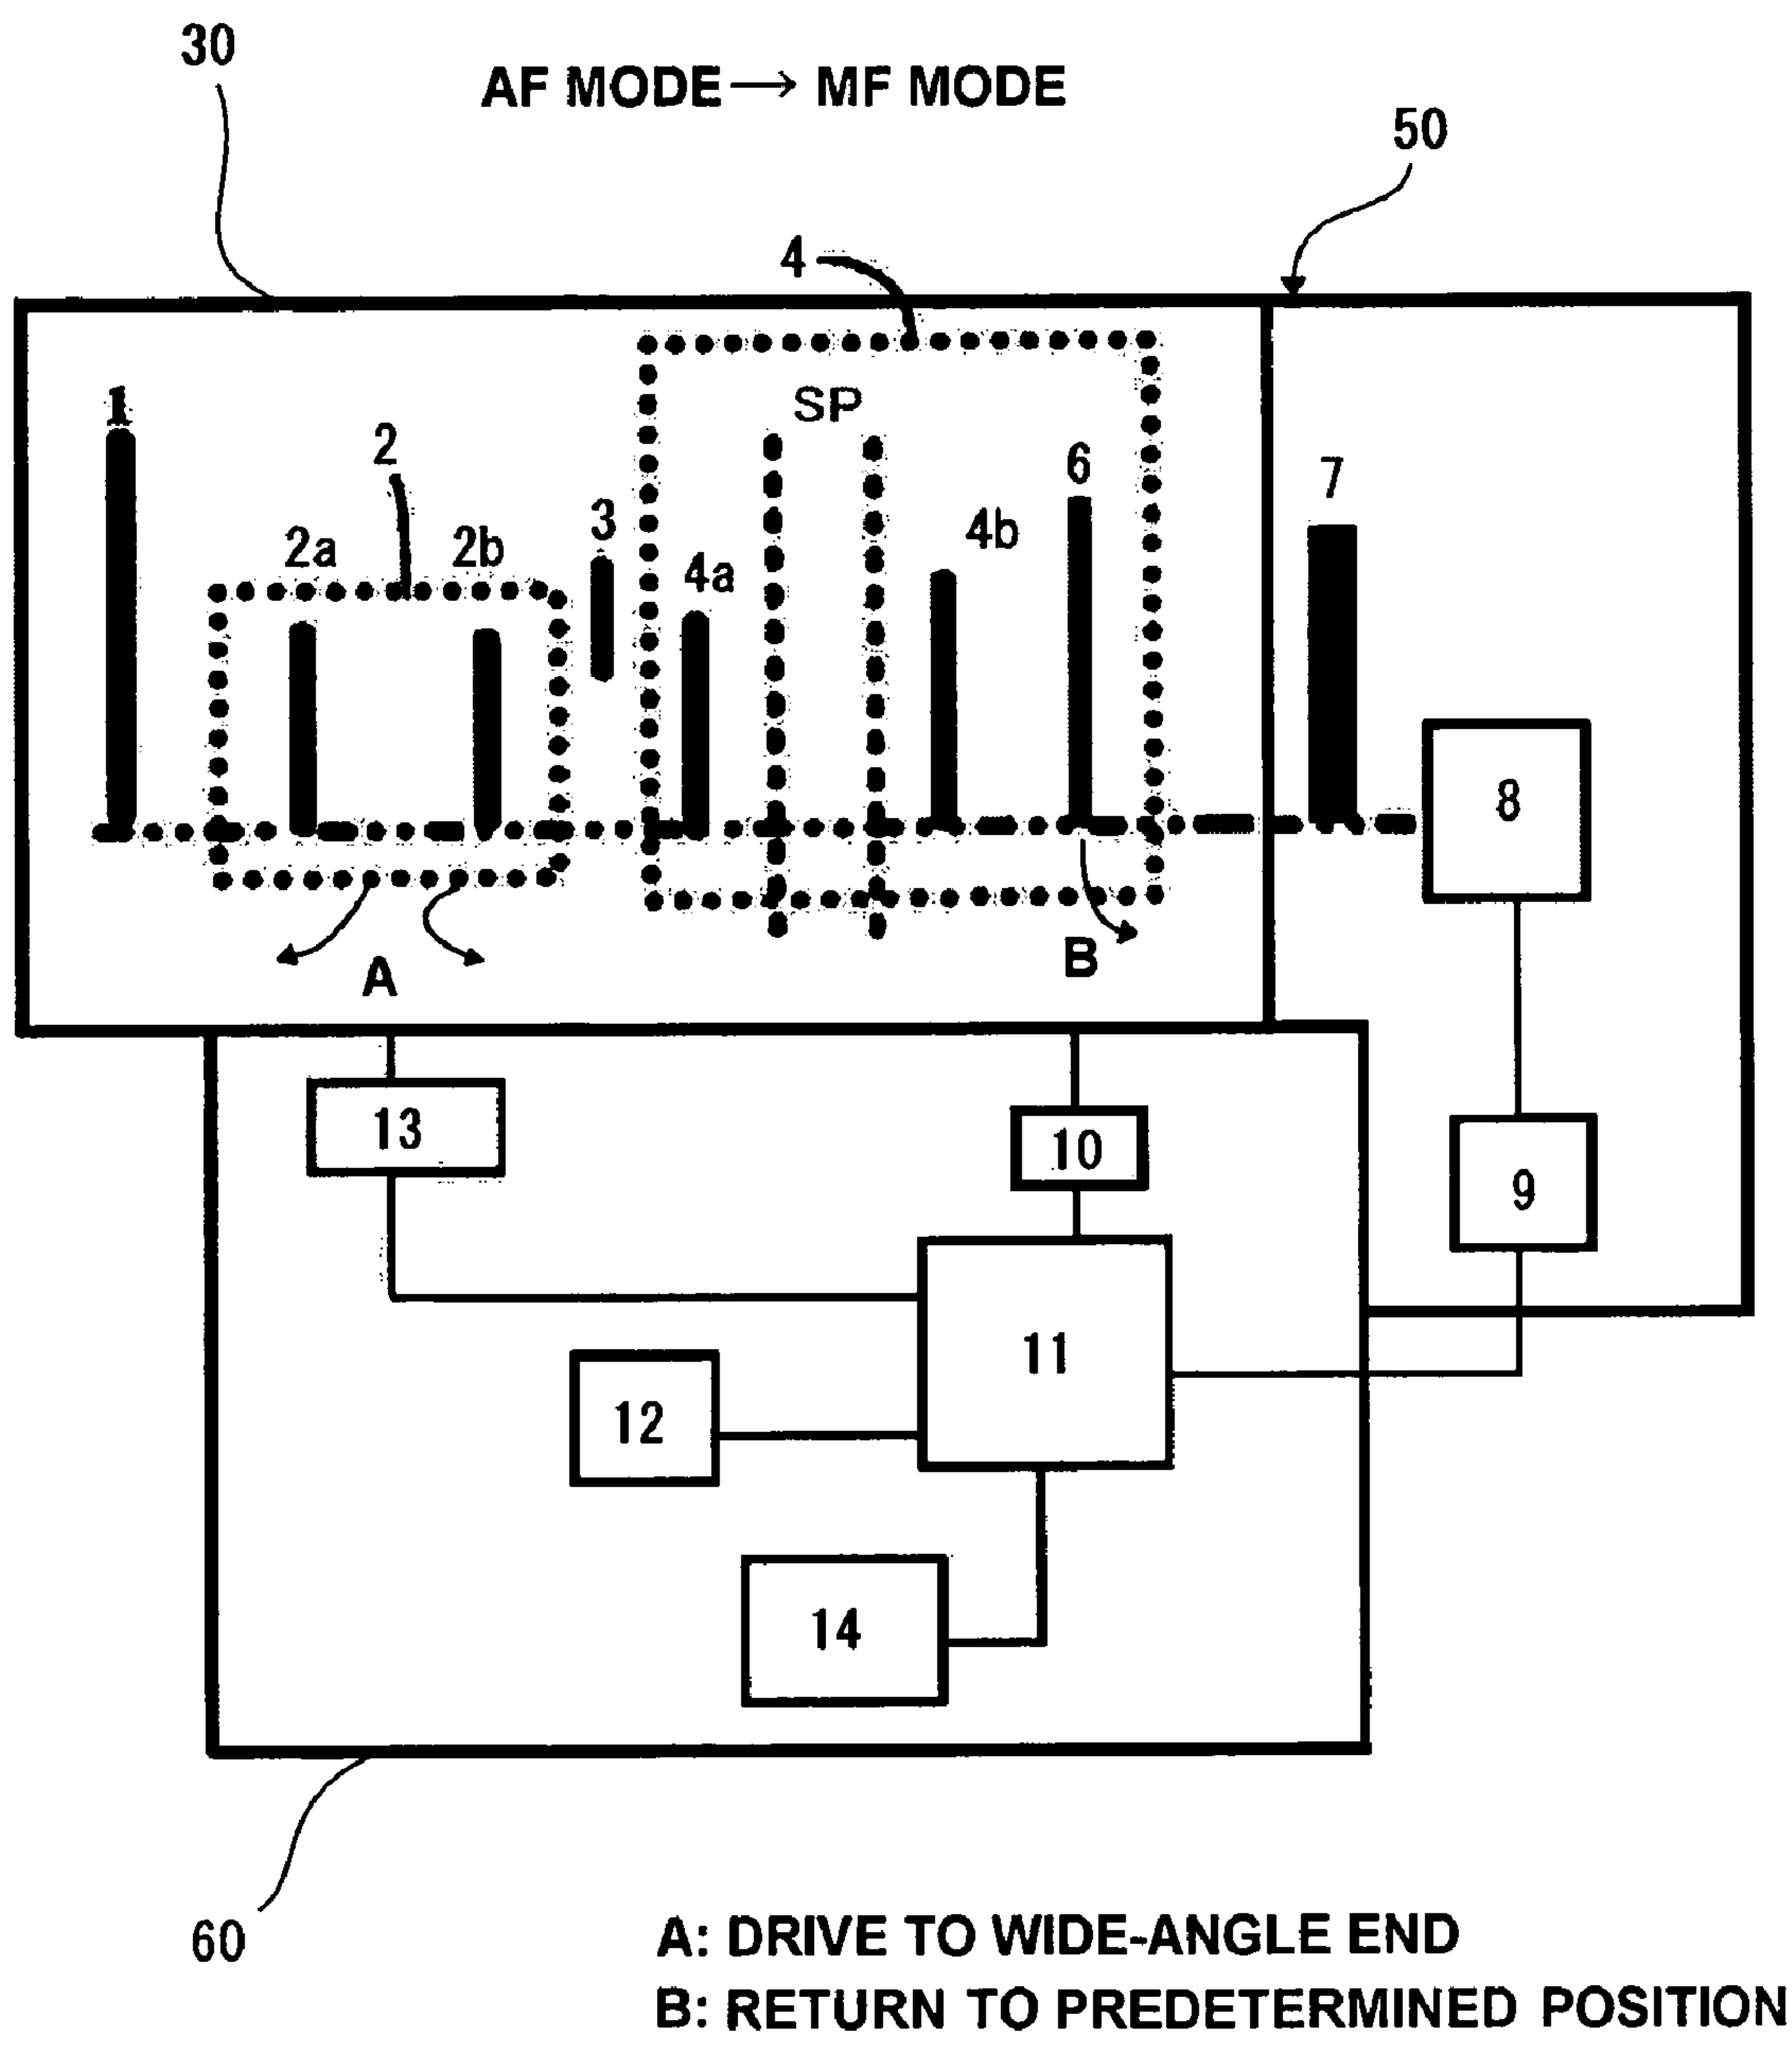 30
AF MODE → MF MODE
50
4
1
SP
2
6
7
3
2a
2b
4b
4a
8
B
A
13
10
9
11
12
14
60
A: DRIVE TO WIDE-ANGLE END
B: RETURN TO PREDETERMINED POSITION